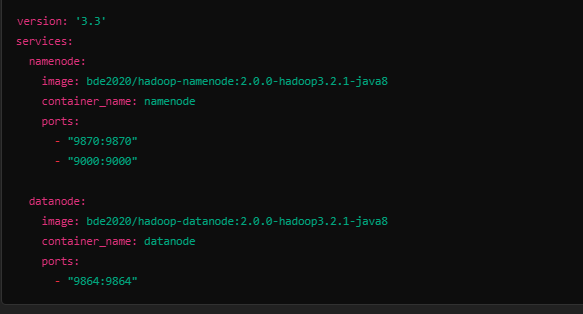 version: '3.3'
services:
  namenode:
    image: bde2020/hadoop-namenode:2.0.0-hadoop3.2.1-java8
    container_name: namenode
    ports:
      - "9870:9870"
      - "9000:9000"

  datanode:
    image: bde2020/hadoop-datanode:2.0.0-hadoop3.2.1-java8
    container_name: datanode
    ports:
      - "9864:9864"